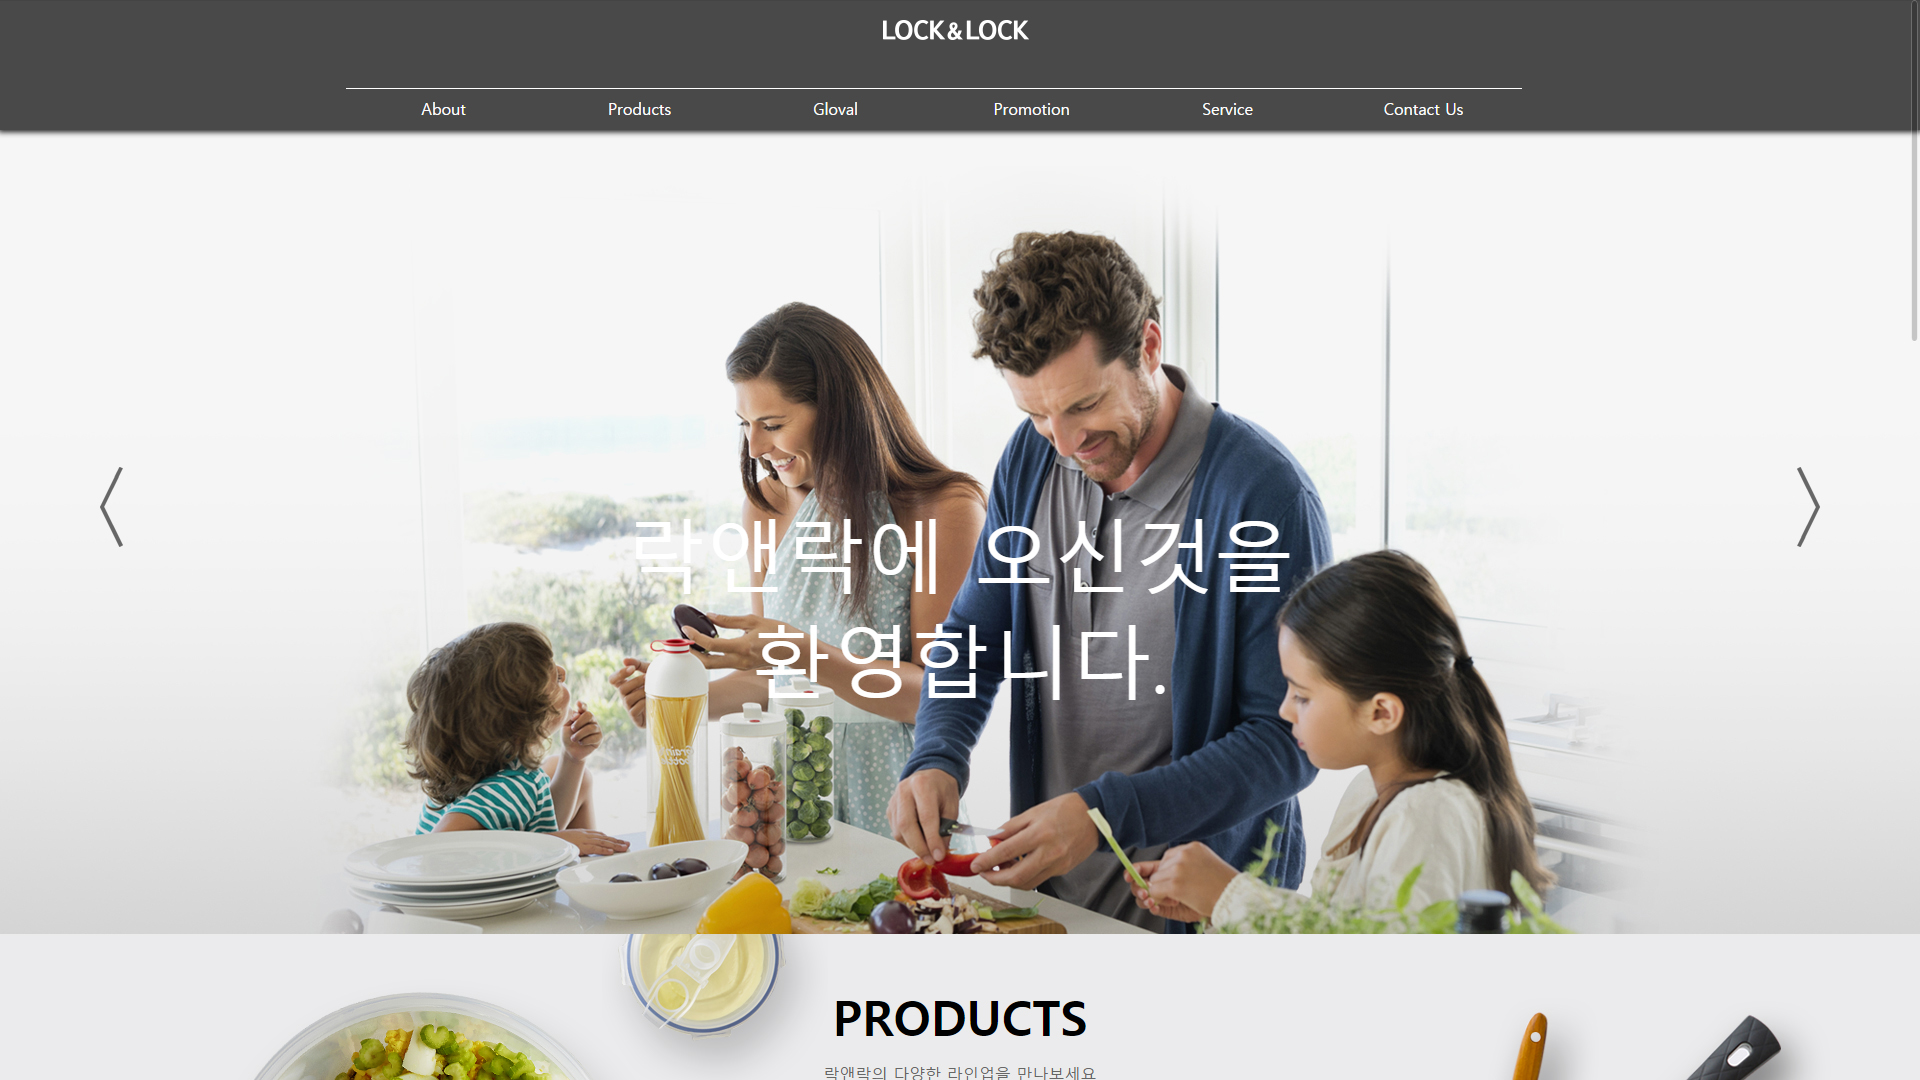 LOCK&LOCK
About
Products
Gloval
Promotion
Service
Contact Us
락앤락에 오신것을
환영합니다.
PRODUCTS
락앤락의 다양한 라인업을 만나보세요